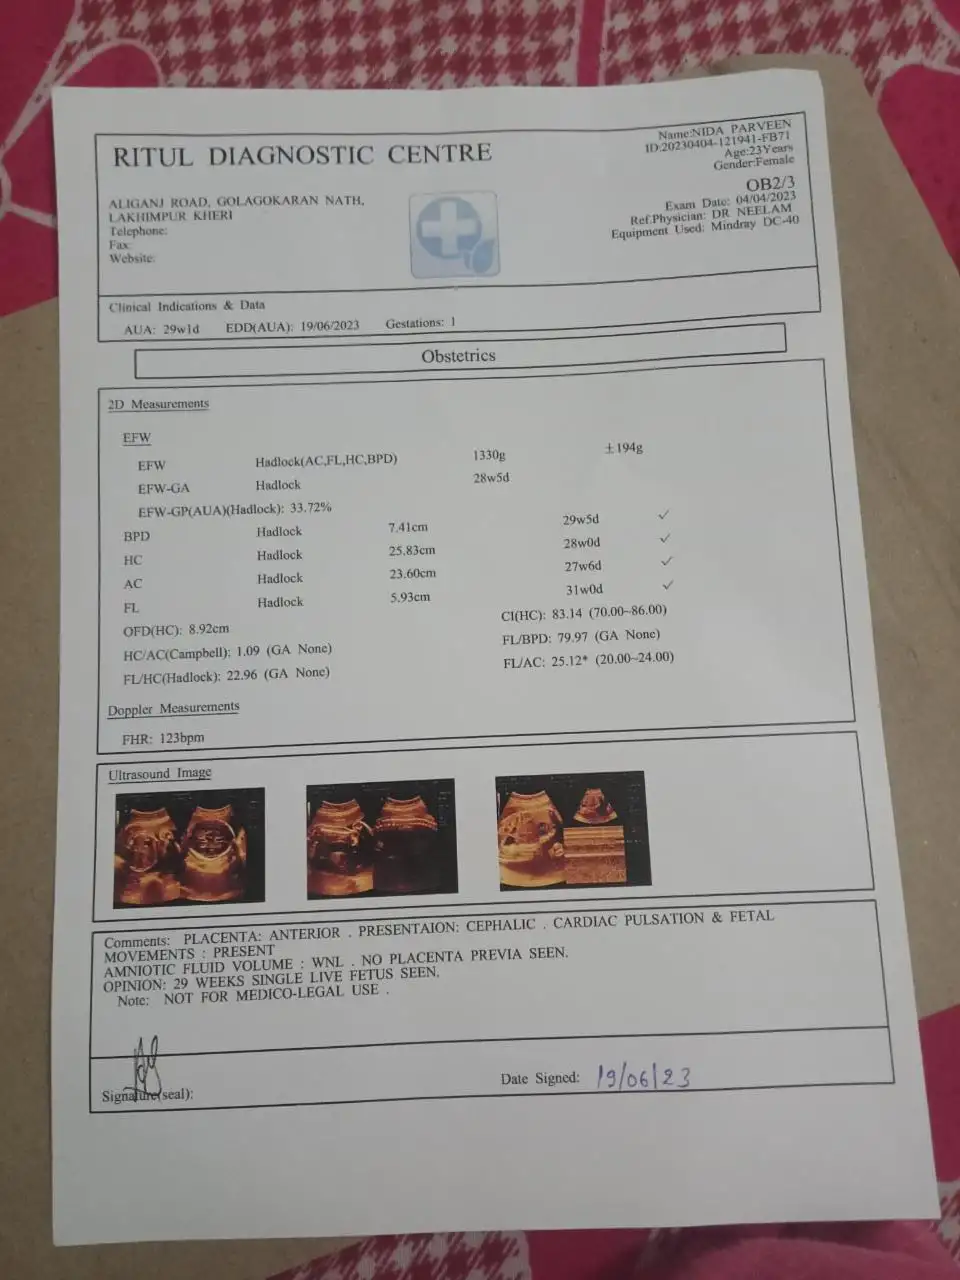 RITUL DIAGNOSTIC CENTRE
ALIGANJ ROAD, GOLAGOKARAN NATH,
LAKHIMPUR KHERI
Telephone:
Fax:
Website:
Name:NIDA PARVEEN
ID:20230404-121941-FB71
Age:23Years
Gender:Female
OB2/3
Exam Date: 04/04/2023
Ref.Physician: DR NEELAM
Equipment Used: Mindray DC-40
Clinical Indications & Data
AUA: 29w1d EDD(AUA): 19/06/2023 Gestations: 1
Obstetrics
2D Measurements
EFW
EFW Hadlock(AC,FL,HC,BPD) 1330g ±194g
EFW-GA Hadlock 28w5d
EFW-GP(AUA)(Hadlock): 33.72%
BPD Hadlock 7.41cm 29w5d ✓
HC Hadlock 25.83cm 28w0d ✓
AC Hadlock 23.60cm 27w6d ✓
FL Hadlock 5.93cm 31w0d ✓
OFD(HC): 8.92cm CI(HC): 83.14 (70.00~86.00)
HC/AC(Campbell): 1.09 (GA None) FL/BPD: 79.97 (GA None)
FL/HC(Hadlock): 22.96 (GA None) FL/AC: 25.12* (20.00~24.00)
Doppler Measurements
FHR: 123bpm
Ultrasound Image
Comments: PLACENTA: ANTERIOR . PRESENTAION: CEPHALIC . CARDIAC PULSATION & FETAL
MOVEMENTS : PRESENT
AMNIOTIC FLUID VOLUME : WNL . NO PLACENTA PREVIA SEEN.
OPINION: 29 WEEKS SINGLE LIVE FETUS SEEN.
Note: NOT FOR MEDICO-LEGAL USE .
Signature(seal):
Date Signed: 19/06/23